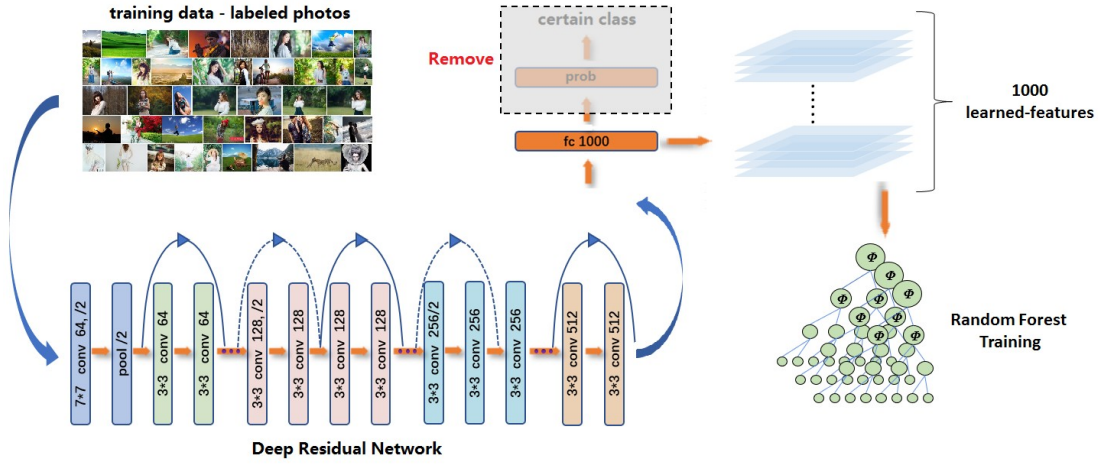 training data - labeled photos
certain class
Remove
prob
fc 1000
1000
learned-features
7*7 conv 64, /2
pool /2
3*3 conv 64
3*3 conv 64
3*3 conv 128, /2
3*3 conv 128
3*3 conv 128
3*3 conv 128
3*3 conv 256/2
3*3 conv 256
3*3 conv 256
3*3 conv 512
3*3 conv 512
Deep Residual Network
Φ
Φ
Φ
Φ
Φ
Φ
Φ
Φ
Φ
Random Forest
Training